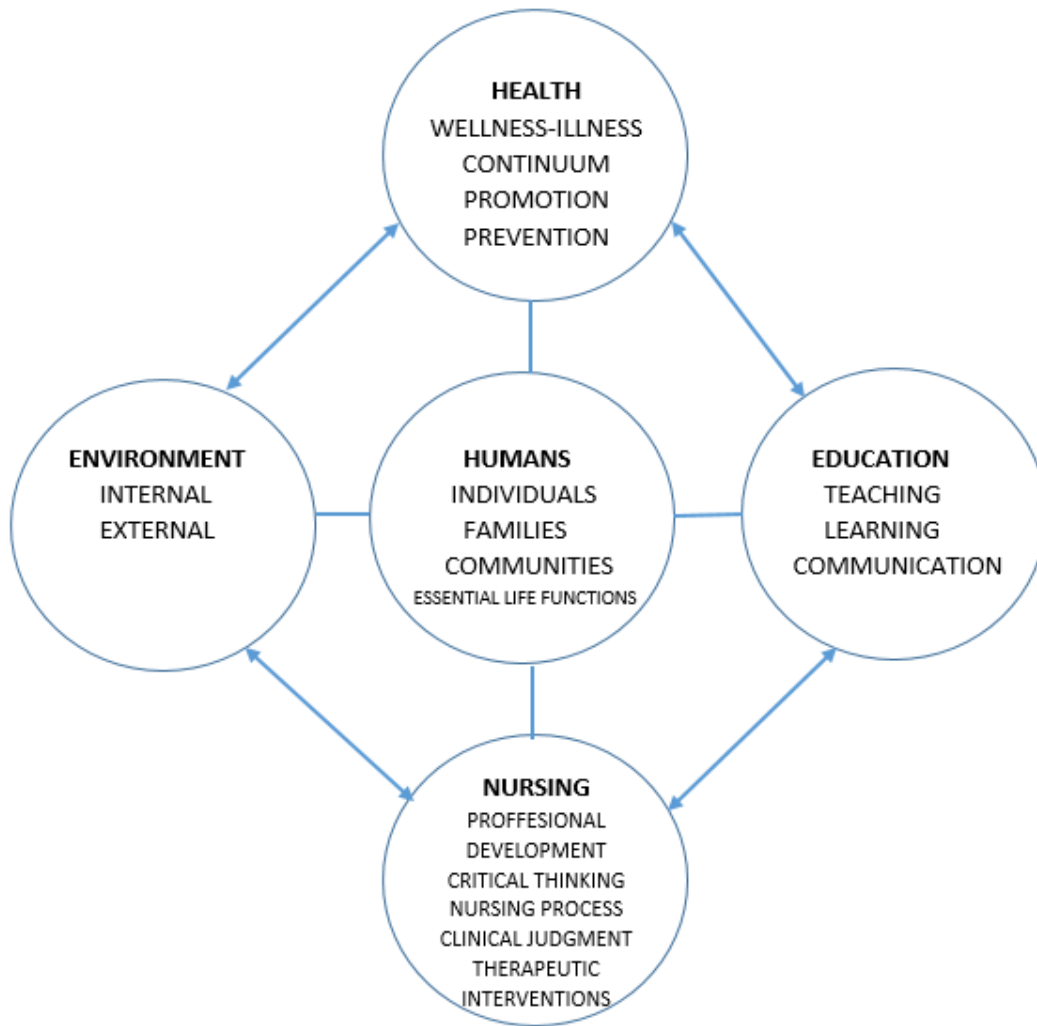 HEALTH
WELLNESS-ILLNESS
CONTINUUM
PROMOTION
PREVENTION
ENVIRONMENT
INTERNAL
EXTERNAL
HUMANS
INDIVIDUALS
FAMILIES
COMMUNITIES
ESSENTIAL LIFE FUNCTIONS
EDUCATION
TEACHING
LEARNING
COMMUNICATION
NURSING
PROFFESIONAL
DEVELOPMENT
CRITICAL THINKING
NURSING PROCESS
CLINICAL JUDGMENT
THERAPEUTIC
INTERVENTIONS